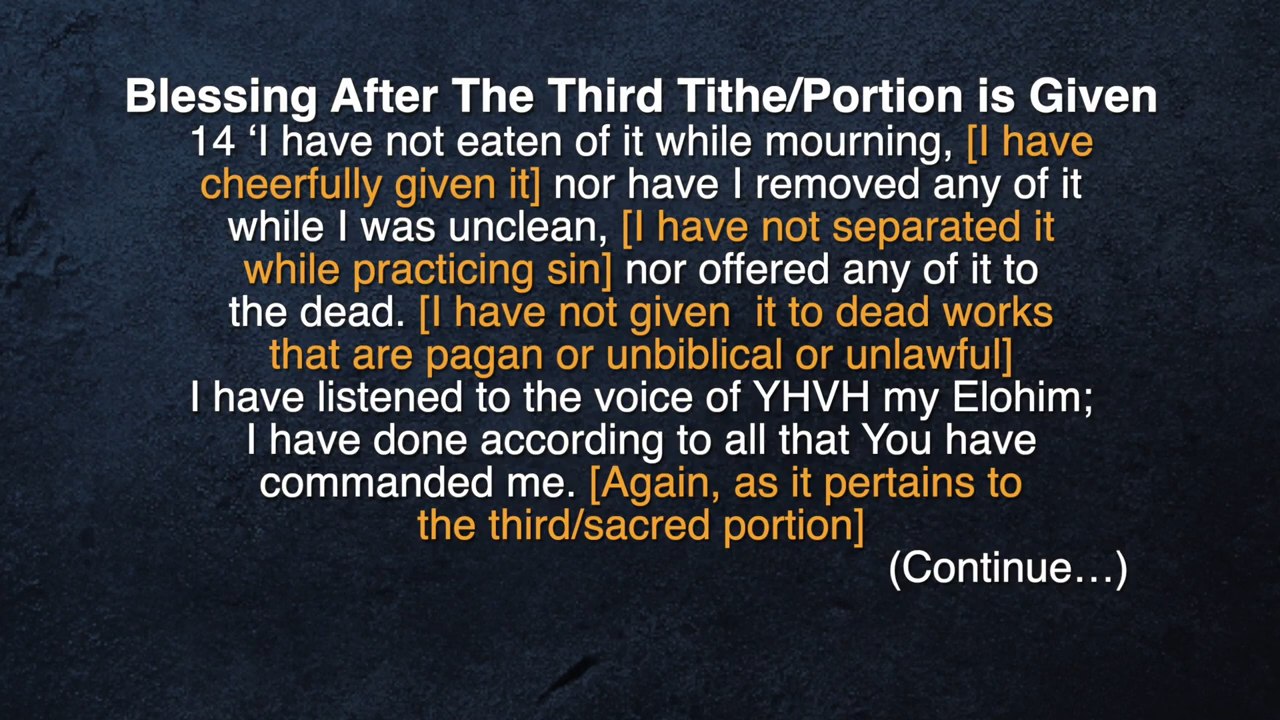 Blessing After The Third Tithe/Portion is Given
14 ‘I have not eaten of it while mourning, [I have
cheerfully given it] nor have I removed any of it
while I was unclean, [I have not separated it
while practicing sin] nor offered any of it to
the dead. [I have not given  it to dead works
that are pagan or unbiblical or unlawful]
I have listened to the voice of YHVH my Elohim;
I have done according to all that You have
commanded me. [Again, as it pertains to
the third/sacred portion]
(Continue…)